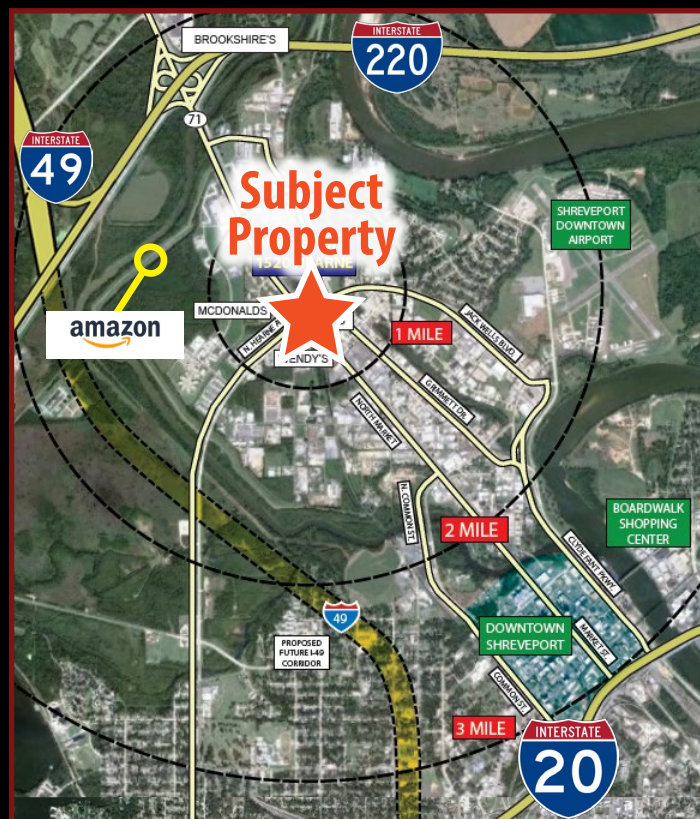 BROOKSHIRE'S
INTERSTATE
220
71
INTERSTATE
49
Subject
Property
SHREVEPORT
DOWNTOWN
AIRPORT
MCDONALDS
amazon
1 MILE
JACK WELLS BLVD.
N. HEARNE
GRIMMETT DR.
NORTH MARKET
N. COMMON ST.
2 MILE
BOARDWALK
SHOPPING
CENTER
CLYDE FANT PKWY.
49
PROPOSED
FUTURE I-49
CORRIDOR
DOWNTOWN
SHREVEPORT
MARKET ST.
COMMON ST.
3 MILE
INTERSTATE
20